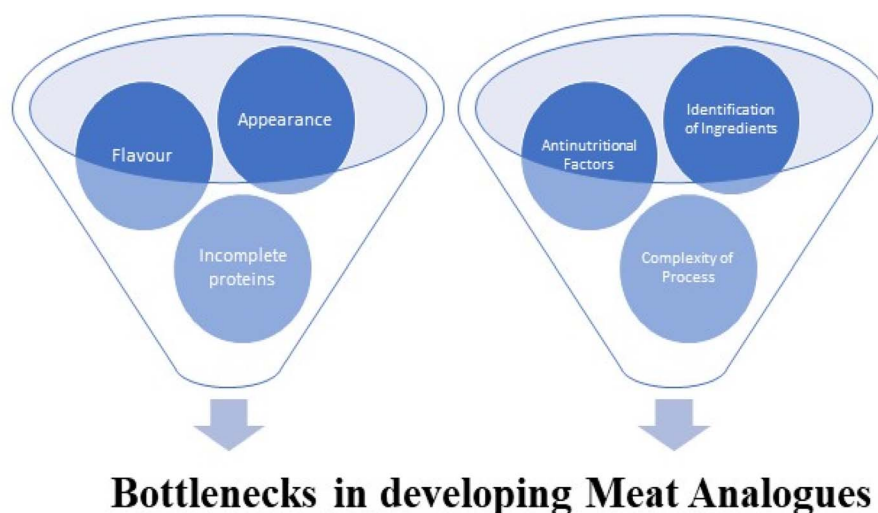 Flavour
Appearance
Incomplete
proteins
Antinutritional
Factors
Identification
of Ingredients
Complexity of
Process
Bottlenecks in developing Meat Analogues